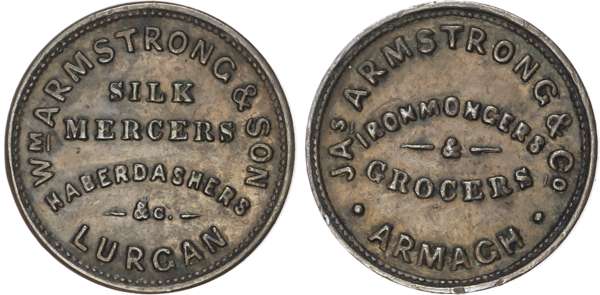 Wm ARMSTRONG & SON
SILK
MERCERS
HABERDASHERS
&c.
LURGAN
JAs ARMSTRONG & Co
IRONMONGERS
&
GROCERS
ARMAGH